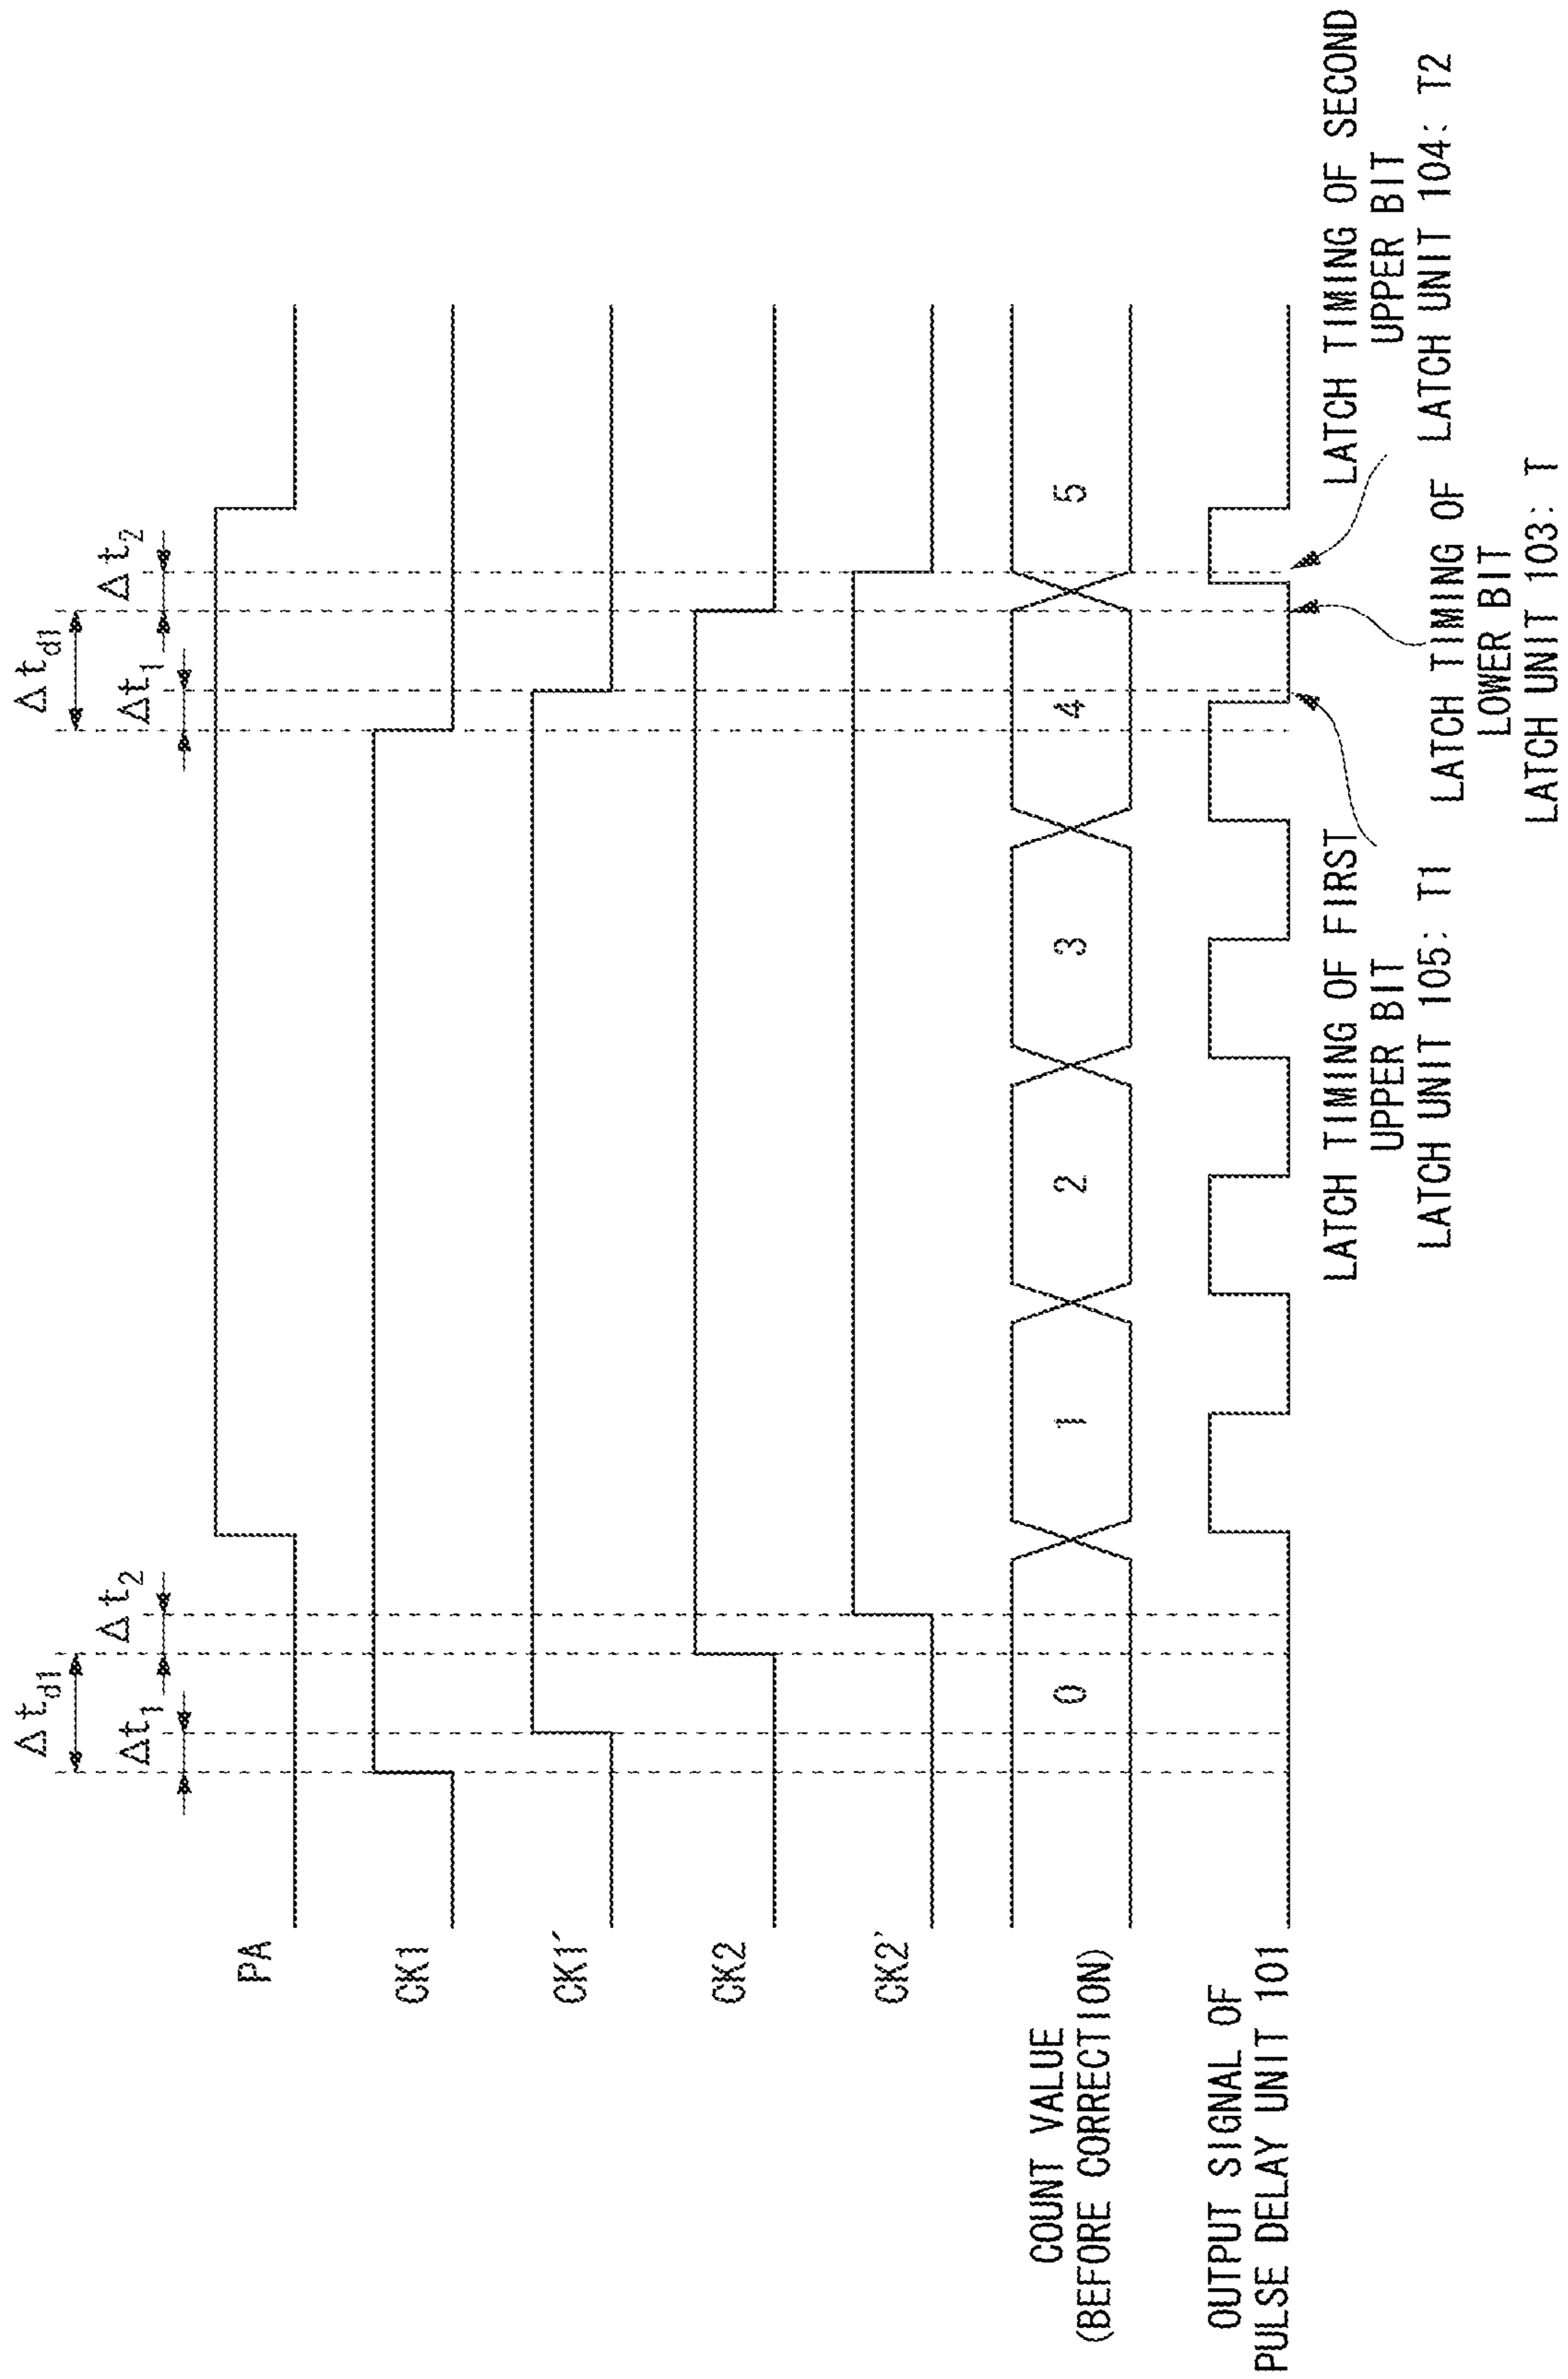 Δtd1
Δt1
Δt2
Δtd1
Δt1
Δt2
PA
CK1
CK1´
CK2
CK2'
COUNT VALUE
(BEFORE CORRECTION)
0
1
2
3
4
5
OUTPUT SIGNAL OF
PULSE DELAY UNIT 101
LATCH TIMING OF FIRST
UPPER BIT
LATCH UNIT 105: T1
LATCH TIMING OF
LOWER BIT
LATCH UNIT 103: T
LATCH TIMING OF SECOND
UPPER BIT
LATCH UNIT 104: T2